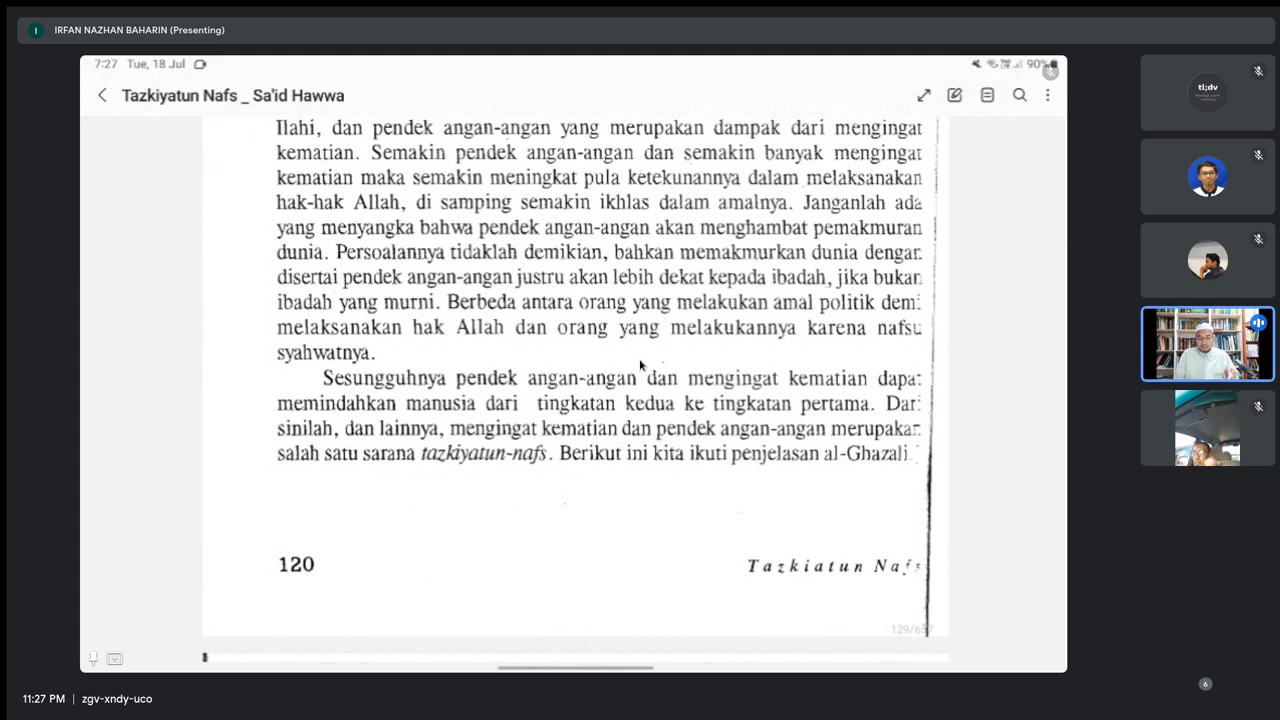 IRFAN NAZHAN BAHARIN (Presenting)
7:27 Tue, 18 Jul
90%
Tazkiyatun Nafs _ Sa'id Hawwa
Ilahi, dan pendek angan-angan yang merupakan dampak dari mengingat
kematian. Semakin pendek angan-angan dan semakin banyak mengingat
kematian maka semakin meningkat pula ketekunannya dalam melaksanakan
hak-hak Allah, di samping semakin ikhlas dalam amalnya. Janganlah ada
yang menyangka bahwa pendek angan-angan akan menghambat pemakmuran
dunia. Persoalannya tidaklah demikian, bahkan memakmurkan dunia dengan
disertai pendek angan-angan justru akan lebih dekat kepada ibadah, jika bukan
ibadah yang murni. Berbeda antara orang yang melakukan amal politik demi
melaksanakan hak Allah dan orang yang melakukannya karena nafsu
syahwatnya.
Sesungguhnya pendek angan-angan dan mengingat kematian dapat
memindahkan manusia dari tingkatan kedua ke tingkatan pertama. Dari
sinilah, dan lainnya, mengingat kematian dan pendek angan-angan merupakan
salah satu sarana tazkiyatun-nafs. Berikut ini kita ikuti penjelasan al-Ghazali
120
Tazkiatun Nafs
129/657
tl;dv
6
11:27 PM | zgv-xndy-uco